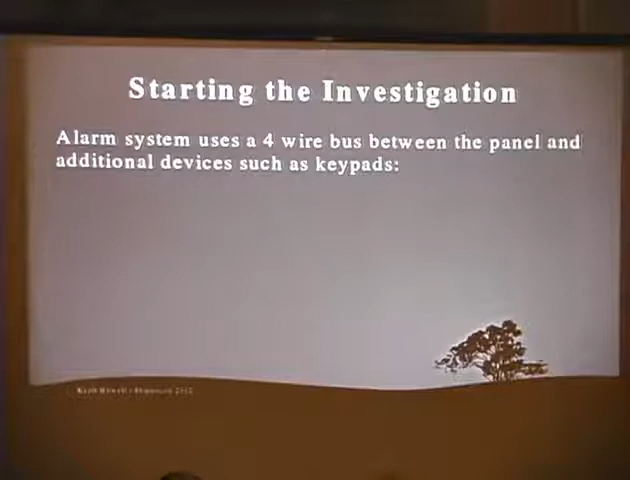 Starting the Investigation
Alarm system uses a 4 wire bus between the panel and
additional devices such as keypads: